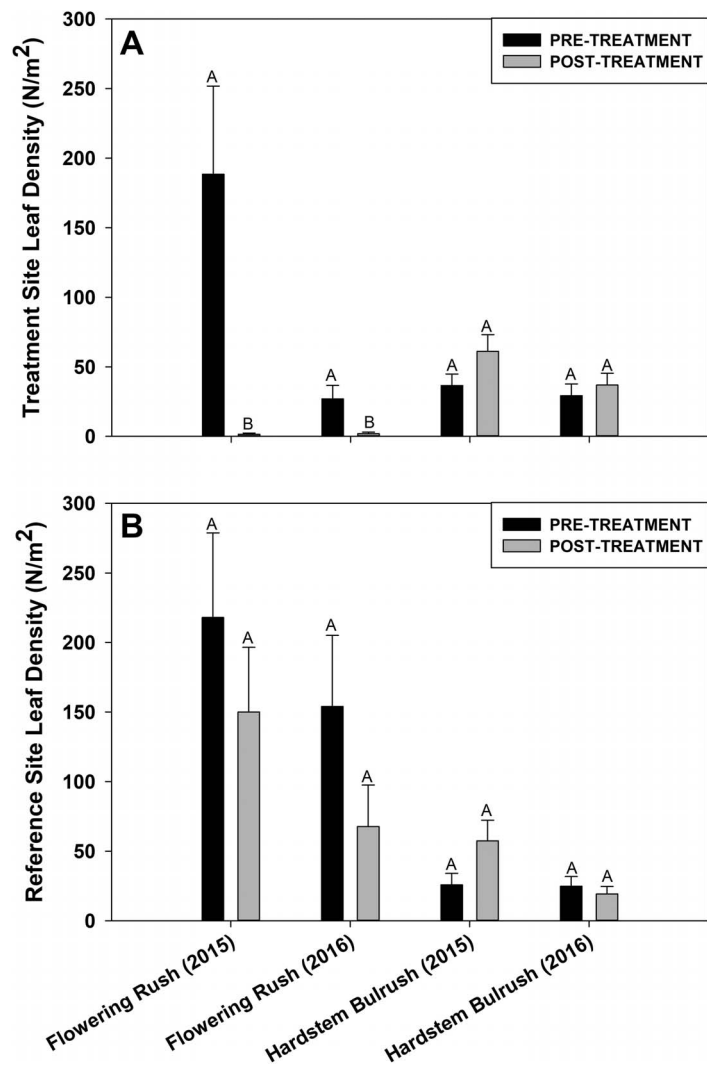 A
PRE-TREATMENT
POST-TREATMENT
Treatment Site Leaf Density (N/m²)
300
250
200
150
100
50
0
A
B
A
B
A
A
A
A
B
PRE-TREATMENT
POST-TREATMENT
Reference Site Leaf Density (N/m²)
300
250
200
150
100
50
0
A
A
A
A
A
A
A
A
Flowering Rush (2015)
Flowering Rush (2016)
Hardstem Bulrush (2015)
Hardstem Bulrush (2016)